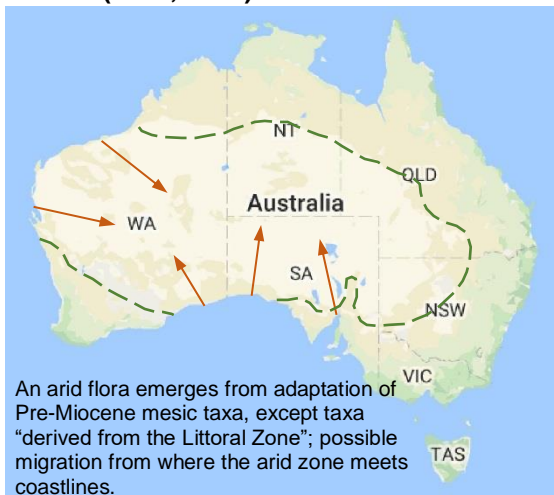 NT
QLD
Australia
WA
SA
NSW
VIC
An arid flora emerges from adaptation of
Pre-Miocene mesic taxa, except taxa
“derived from the Littoral Zone”; possible
migration from where the arid zone meets
coastlines.
TAS